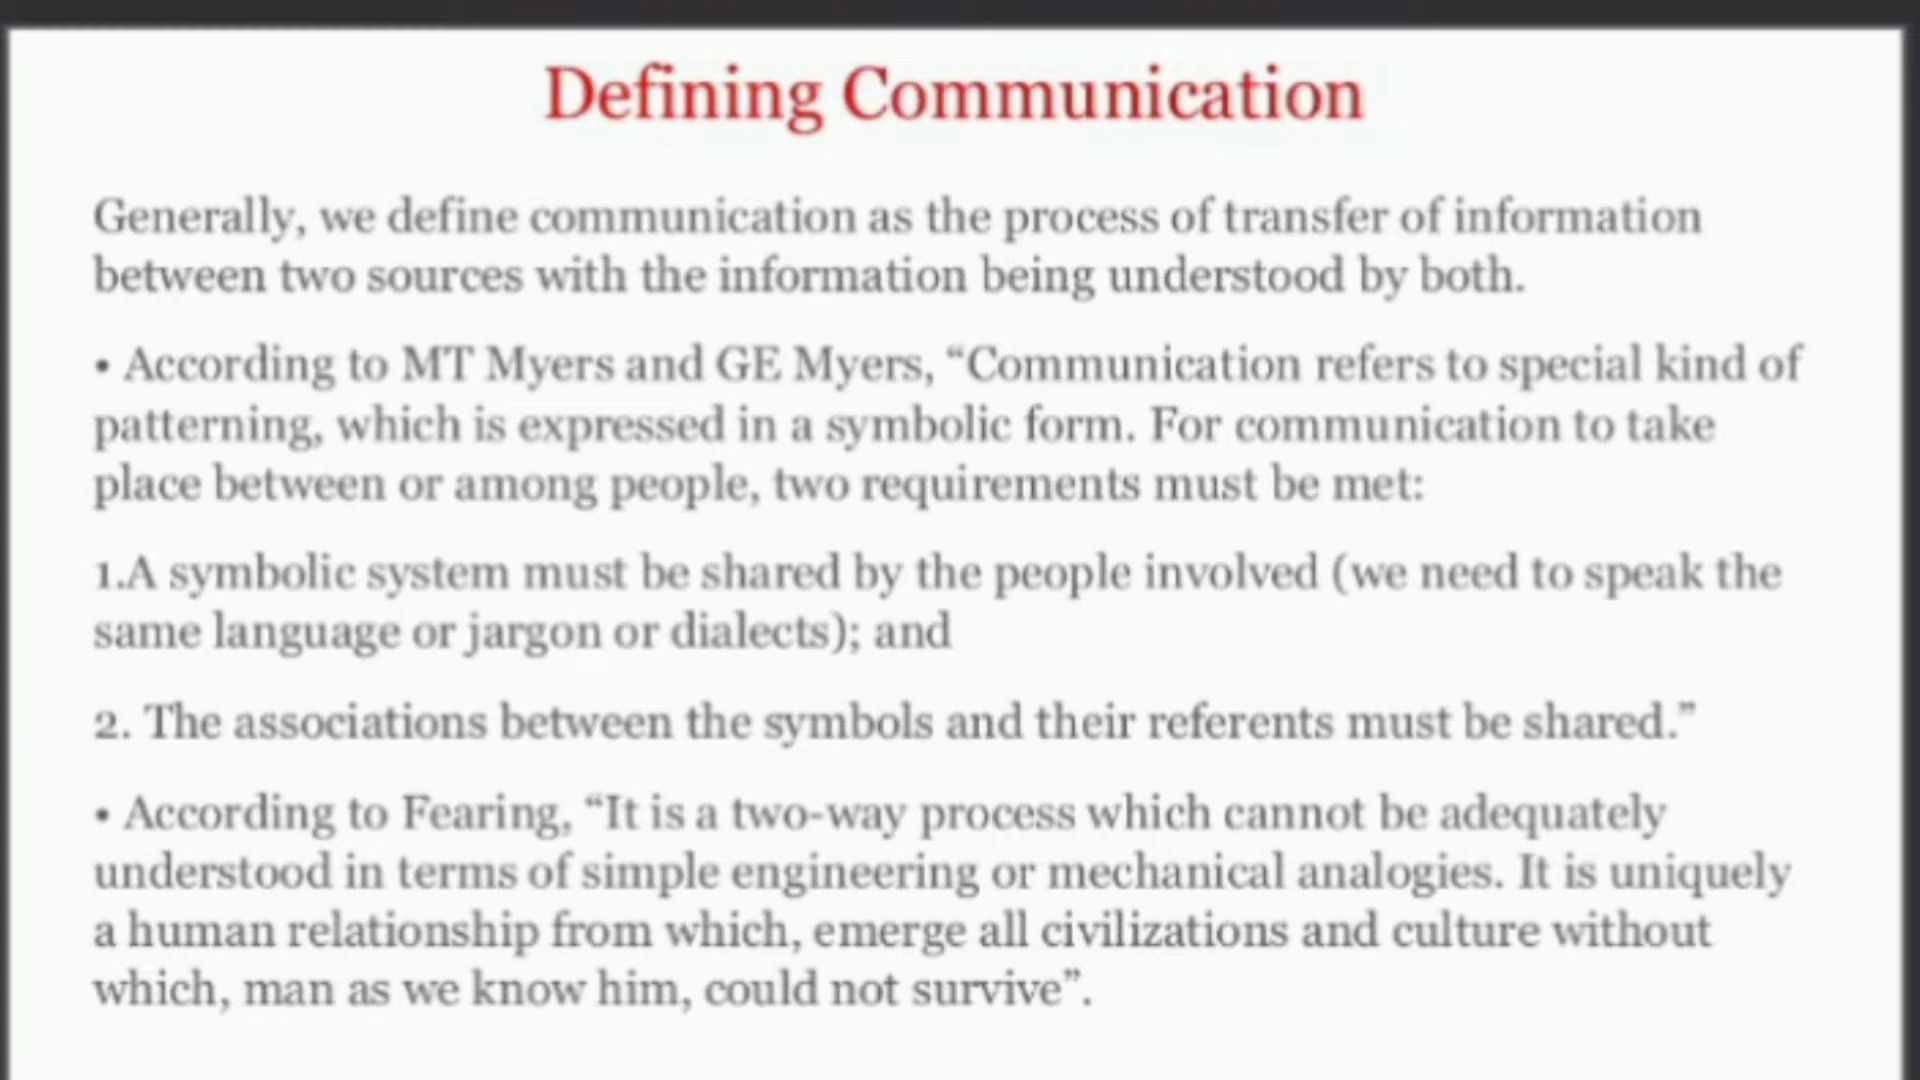 Defining Communication
Generally, we define communication as the process of transfer of information
between two sources with the information being understood by both.
• According to MT Myers and GE Myers, “Communication refers to special kind of
patterning, which is expressed in a symbolic form. For communication to take
place between or among people, two requirements must be met:
1.A symbolic system must be shared by the people involved (we need to speak the
same language or jargon or dialects); and
2. The associations between the symbols and their referents must be shared.”
• According to Fearing, “It is a two-way process which cannot be adequately
understood in terms of simple engineering or mechanical analogies. It is uniquely
a human relationship from which, emerge all civilizations and culture without
which, man as we know him, could not survive”.